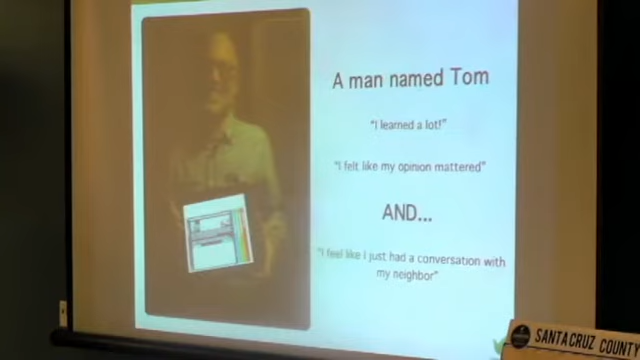 A man named Tom
"I learned a lot!"
"I felt like my opinion mattered"
AND...
"I feel like I just had a conversation with
my neighbor"
SANTA CRUZ COUNTY